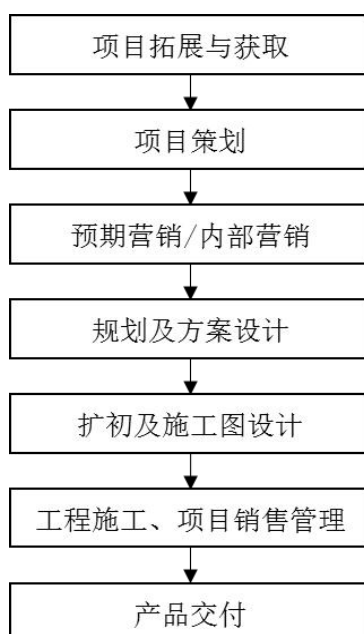 项目拓展与获取
项目策划
预期营销/内部营销
规划及方案设计
扩初及施工图设计
工程施工、项目销售管理
产品交付